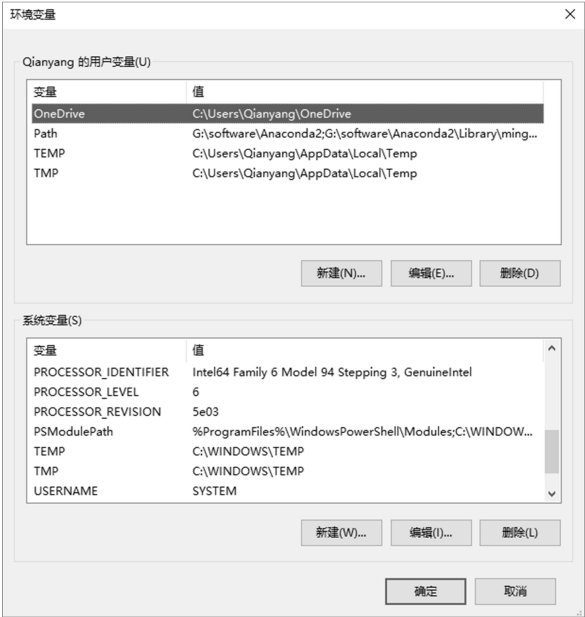 环境变量
Qianyang 的用户变量(U)
变量 值
OneDrive C:\Users\Qianyang\OneDrive
Path G:\software\Anaconda2;G:\software\Anaconda2\Library\ming...
TEMP C:\Users\Qianyang\AppData\Local\Temp
TMP C:\Users\Qianyang\AppData\Local\Temp
新建(N)... 编辑(E)... 删除(D)
系统变量(S)
变量 值
PROCESSOR_IDENTIFIER Intel64 Family 6 Model 94 Stepping 3, GenuineIntel
PROCESSOR_LEVEL 6
PROCESSOR_REVISION 5e03
PSModulePath %ProgramFiles%\WindowsPowerShell\Modules;C:\WINDOW...
TEMP C:\WINDOWS\TEMP
TMP C:\WINDOWS\TEMP
USERNAME SYSTEM
新建(W)... 编辑(I)... 删除(L)
确定 取消